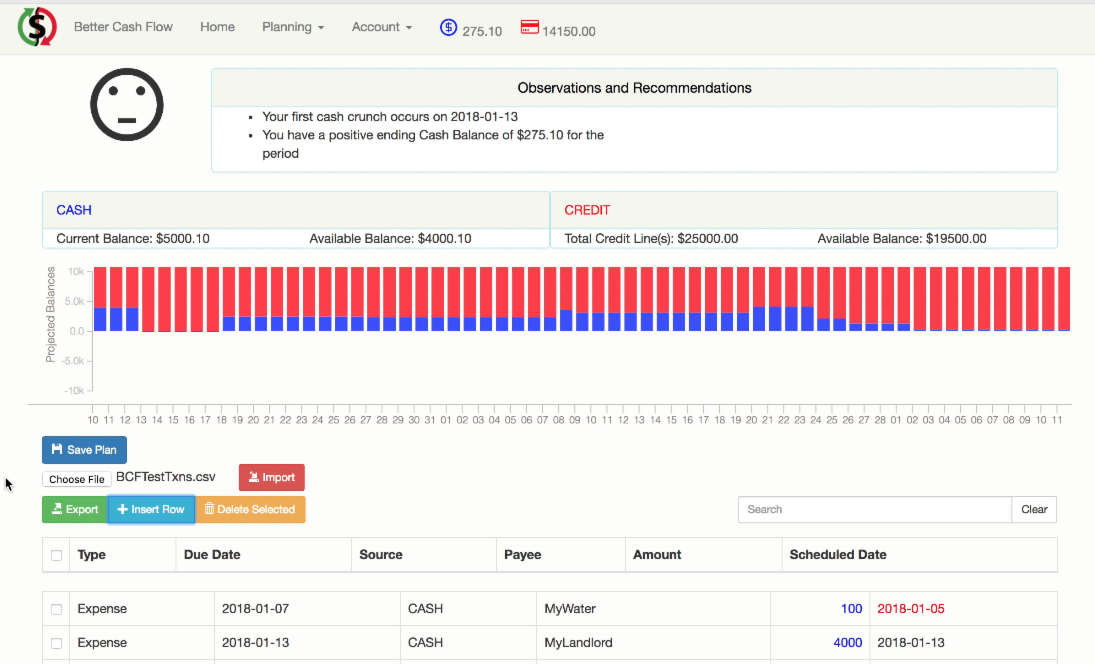 $ Better Cash Flow Home Planning Account $ 275.10 14150.00
Observations and Recommendations
Your first cash crunch occurs on 2018-01-13
You have a positive ending Cash Balance of $275.10 for the
period
CASH
Current Balance: $5000.10 Available Balance: $4000.10
CREDIT
Total Credit Line(s): $25000.00 Available Balance: $19500.00
Projected Balances
10k
5.0k
0.0
-5.0k
-10k
10 11 12 13 14 15 16 17 18 19 20 21 22 23 24 25 26 27 28 29 30 31 01 02 03 04 05 06 07 08 09 10 11 12 13 14 15 16 17 18 19 20 21 22 23 24 25 26 27 28 01 02 03 04 05 06 07 08 09 10 11
Save Plan
Choose File BCFTestTxns.csv Import
Export Insert Row Delete Selected Search Clear
Type Due Date Source Payee Amount Scheduled Date
Expense 2018-01-07 CASH MyWater 100 2018-01-05
Expense 2018-01-13 CASH MyLandlord 4000 2018-01-13